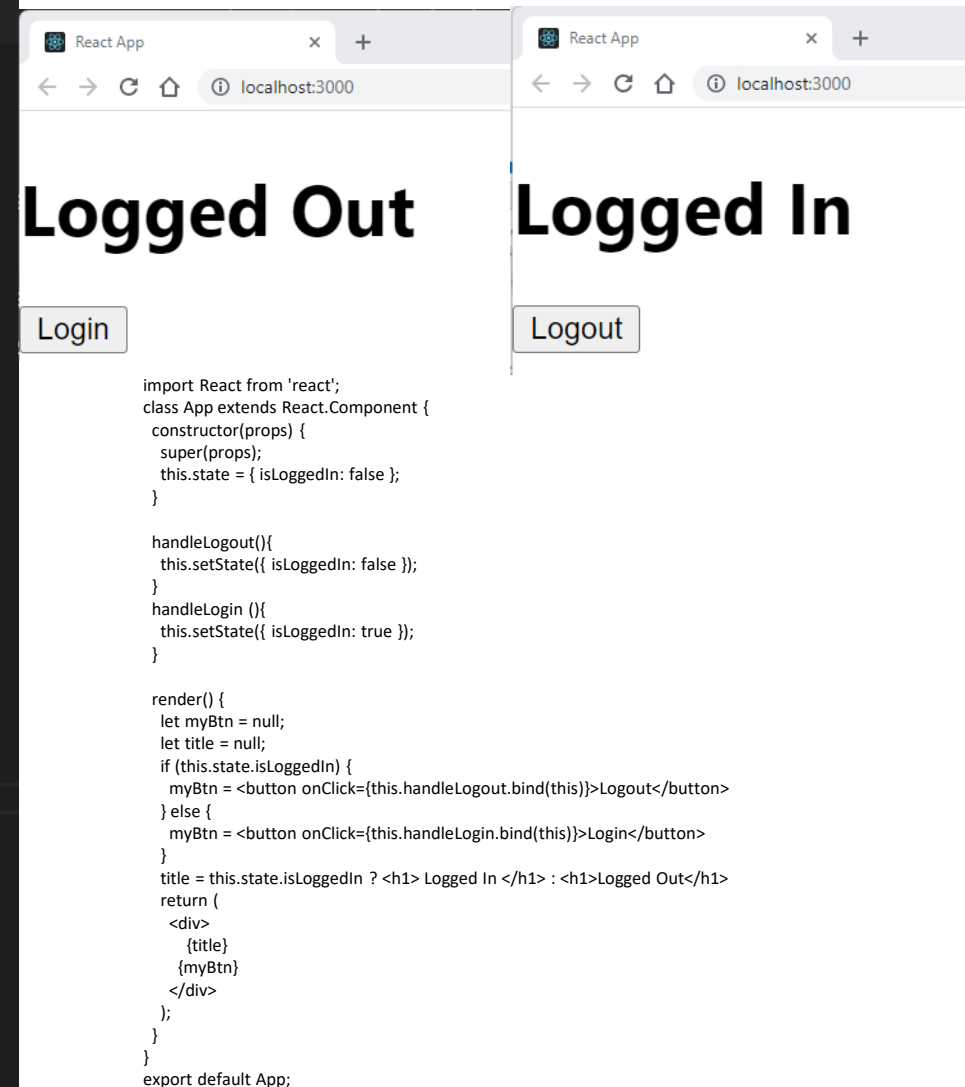 React App
localhost:3000
Logged Out
Login
React App
localhost:3000
Logged In
Logout
import React from 'react';
class App extends React.Component {
constructor(props) {
super(props);
this.state = { isLoggedIn: false };
}
handleLogout(){
this.setState({ isLoggedIn: false });
}
handleLogin (){
this.setState({ isLoggedIn: true });
}
render() {
let myBtn = null;
let title = null;
if (this.state.isLoggedIn) {
myBtn = <button onClick={this.handleLogout.bind(this)}>Logout</button>
} else {
myBtn = <button onClick={this.handleLogin.bind(this)}>Login</button>
}
title = this.state.isLoggedIn ? <h1> Logged In </h1> : <h1>Logged Out</h1>
return (
<div>
{title}
{myBtn}
</div>
);
}
}
export default App;